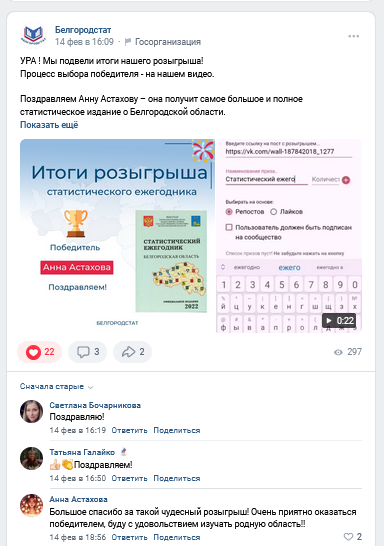 Белгородстат
14 фев в 16:09 · Госорганизация
УРА ! Мы подвели итоги нашего розыгрыша!
Процесс выбора победителя - на нашем видео.
Поздравляем Анну Астахову – она получит самое большое и полное
статистическое издание о Белгородской области.
Показать ещё
Итоги розыгрыша
статистического ежегодника
Победитель
Анна Астахова
Поздравляем!
СТАТИСТИЧЕСКИЙ
ЕЖЕГОДНИК
БЕЛГОРОДСКАЯ ОБЛАСТЬ
2022
БЕЛГОРОДСТАТ
Введите ссылку на пост с розыгрышем...
https://vk.com/wall-187842018_1277
Наименование приза...
Статистический ежего
Количест
Выбирать на основе:
Репостов Лайков
Пользователь должен быть подписан
на сообщество
Список призов пуст! Не забудьте нажать на кнопку
ежегодно ежего ежегодно в
1 2 3 4 5 6 7 8 9 0
й ц у к е н г ш щ з х
ф ы в а п р о л
0:22
22
3
2
297
Сначала старые
Светлана Бочарникова
Поздравляю!
14 фев в 16:19 Ответить Поделиться
Татьяна Галайко
👍🏻👏Поздравляем!
14 фев в 16:50 Ответить Поделиться
Анна Астахова
Большое спасибо за такой чудесный розыгрыш! Очень приятно оказаться
победителем, буду с удовольствием изучать родную область!!
14 фев в 18:56 Ответить Поделиться
2